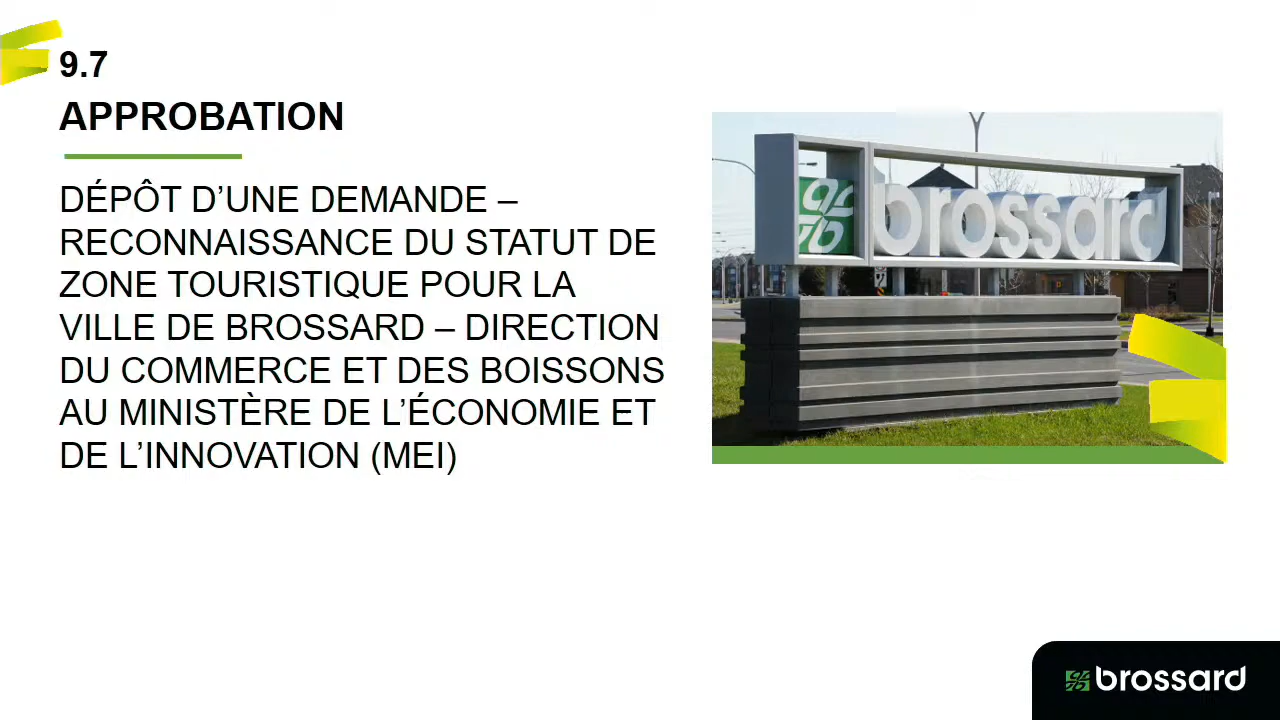 9.7
APPROBATION
DÉPÔT D’UNE DEMANDE –
RECONNAISSANCE DU STATUT DE
ZONE TOURISTIQUE POUR LA
VILLE DE BROSSARD – DIRECTION
DU COMMERCE ET DES BOISSONS
AU MINISTÈRE DE L’ÉCONOMIE ET
DE L’INNOVATION (MEI)
brossard
brossard